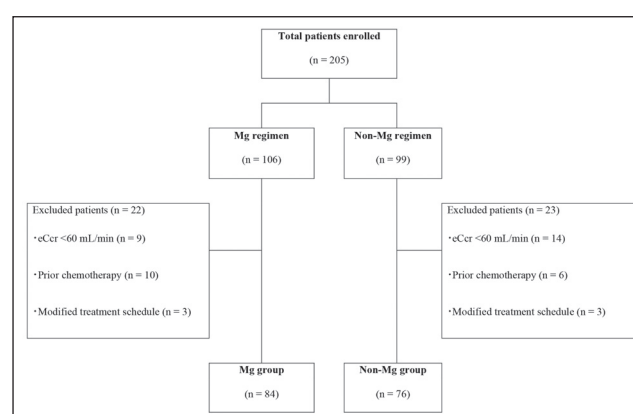 Total patients enrolled
(n = 205)
Mg regimen
(n = 106)
Non-Mg regimen
(n = 99)
Excluded patients (n = 22)
・eCcr <60 mL/min (n = 9)
・Prior chemotherapy (n = 10)
・Modified treatment schedule (n = 3)
Excluded patients (n = 23)
・eCcr <60 mL/min (n = 14)
・Prior chemotherapy (n = 6)
・Modified treatment schedule (n = 3)
Mg group
(n = 84)
Non-Mg group
(n = 76)